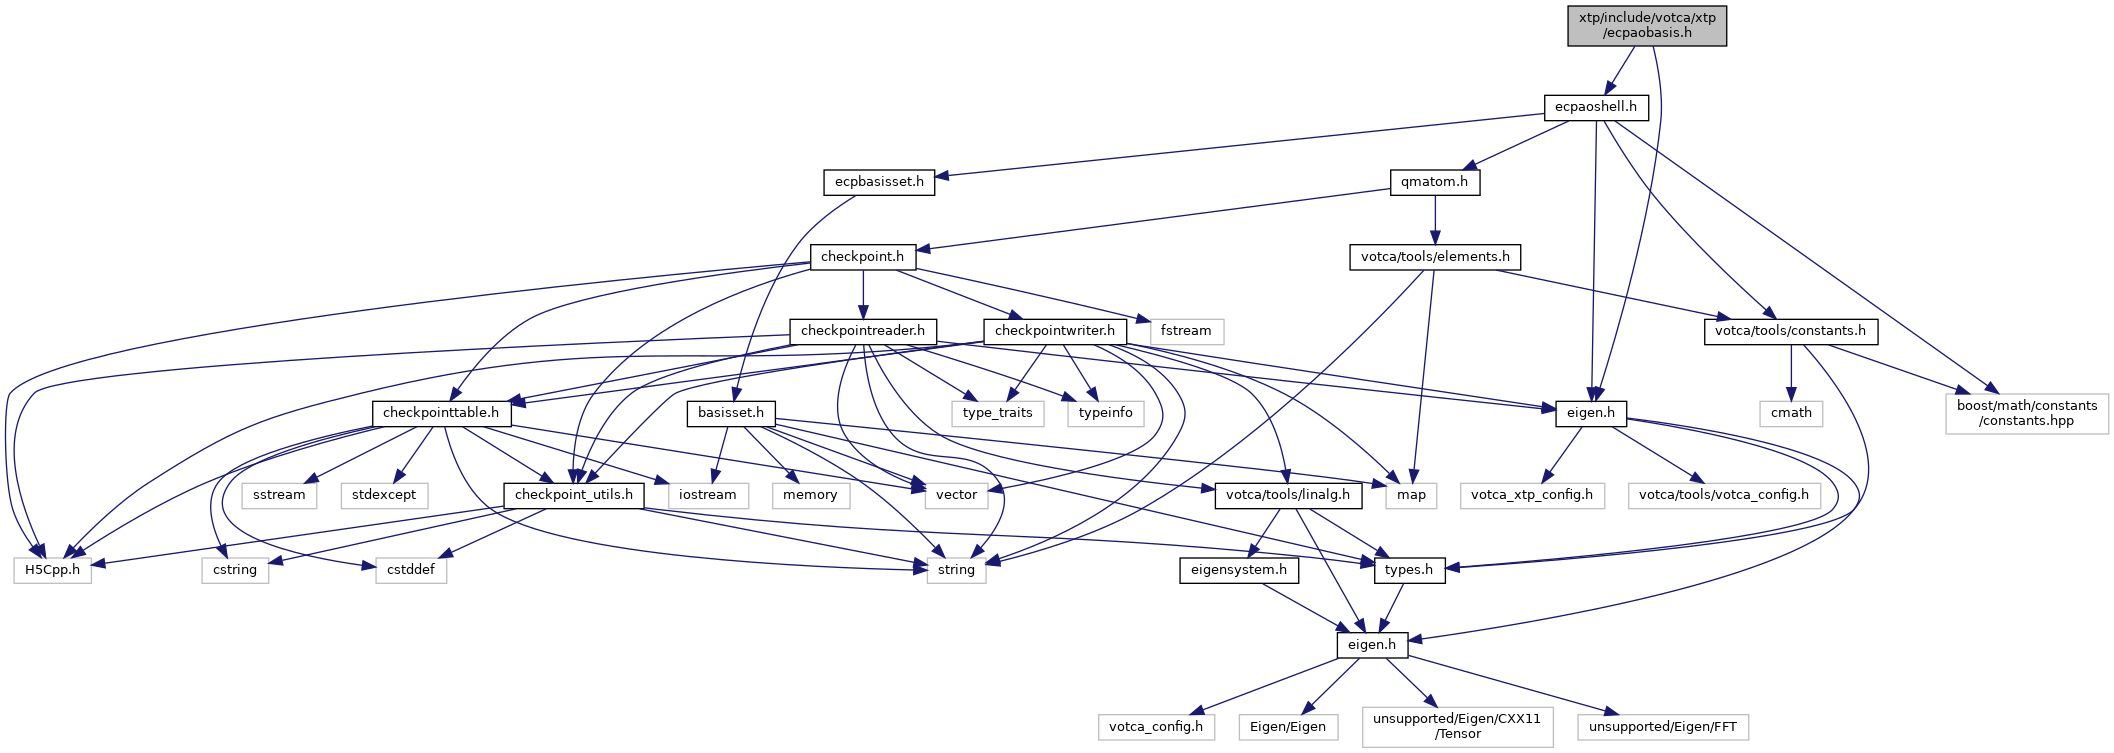 xtp/include/votca/xtp
/ecpaobasis.h
ecpaoshell.h
ecpbasisset.h
qmatom.h
checkpoint.h
votca/tools/elements.h
checkpointreader.h
checkpointwriter.h
fstream
votca/tools/constants.h
checkpointtable.h
basisset.h
type_traits
typeinfo
eigen.h
cmath
boost/math/constants
/constants.hpp
sstream
stdexcept
checkpoint_utils.h
iostream
memory
vector
votca/tools/linalg.h
map
votca_xtp_config.h
votca/tools/votca_config.h
H5Cpp.h
cstring
cstddef
string
eigensystem.h
types.h
eigen.h
votca_config.h
Eigen/Eigen
unsupported/Eigen/CXX11
/Tensor
unsupported/Eigen/FFT